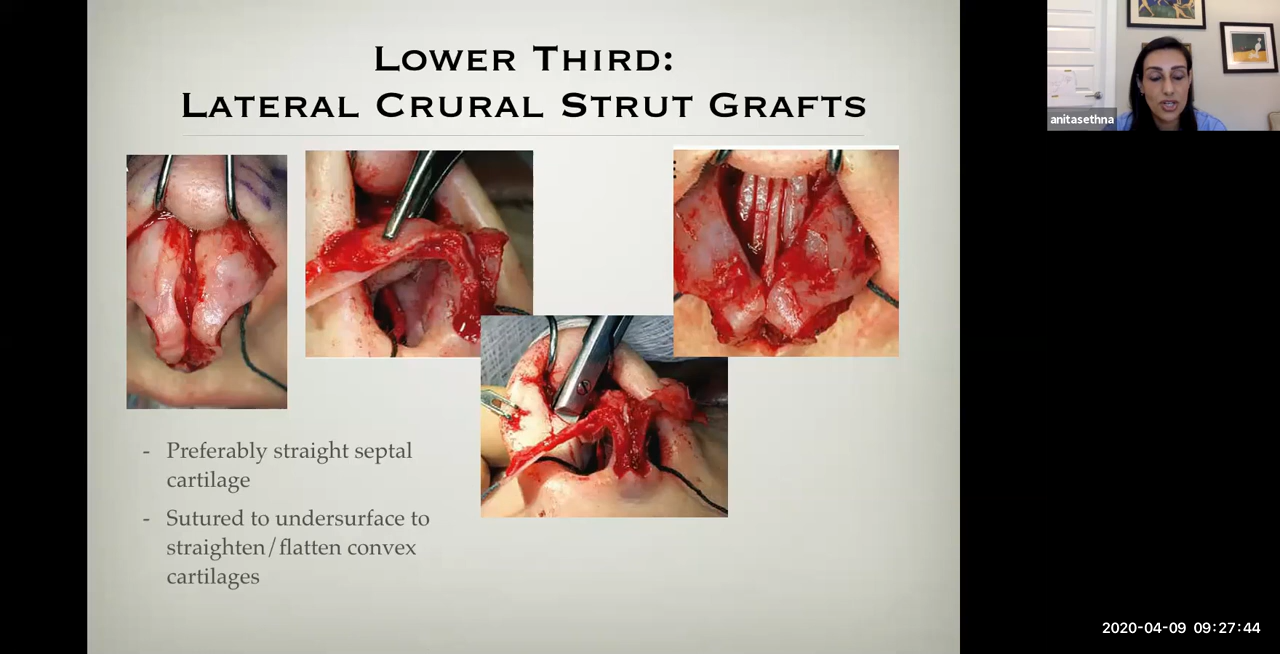 Lower Third:
Lateral Crural Strut Grafts
anitasethna
- Preferably straight septal
cartilage
- Sutured to undersurface to
straighten/flatten convex
cartilages
2020-04-09 09:27:44